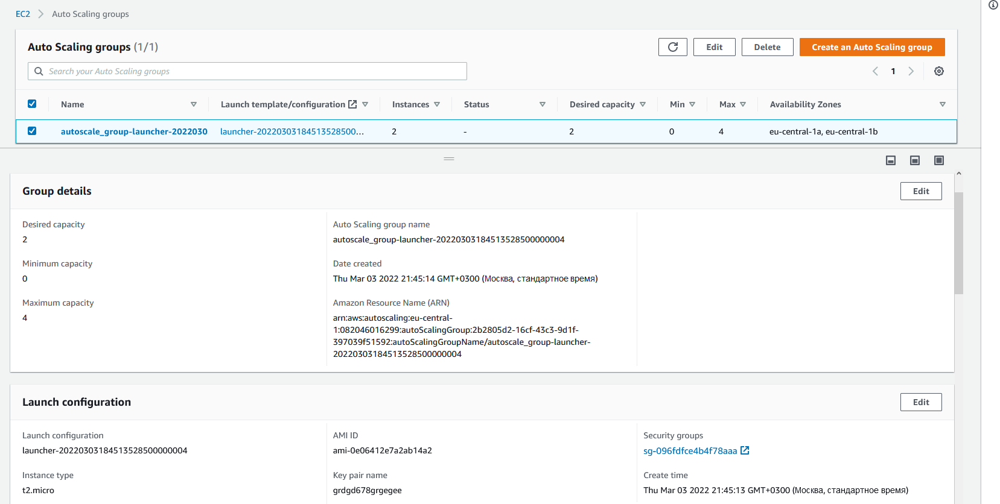 EC2 Auto Scaling groups
Auto Scaling groups (1/1)
Edit Delete Create an Auto Scaling group
Search your Auto Scaling groups
1
Name Launch template/configuration Instances Status Desired capacity Min Max Availability Zones
autoscale_group-launcher-2022030 launcher-20220303184513528500... 2 - 2 0 4 eu-central-1a, eu-central-1b
Group details
Edit
Desired capacity
2
Minimum capacity
0
Maximum capacity
4
Auto Scaling group name
autoscale_group-launcher-20220303184513528500000004
Date created
Thu Mar 03 2022 21:45:14 GMT+0300 (Москва, стандартное время)
Amazon Resource Name (ARN)
arn:aws:autoscaling:eu-central-
1:082046016299:autoScalingGroup:2b2805d2-16cf-43c3-9d1f-
397039f51592:autoScalingGroupName/autoscale_group-launcher-
20220303184513528500000004
Launch configuration
Edit
Launch configuration
launcher-20220303184513528500000004
Instance type
t2.micro
AMI ID
ami-0e06412e7a2ab14a2
Key pair name
grdgd678grgegee
Security groups
sg-096fdfce4b4f78aaa
Create time
Thu Mar 03 2022 21:45:13 GMT+0300 (Москва, стандартное время)